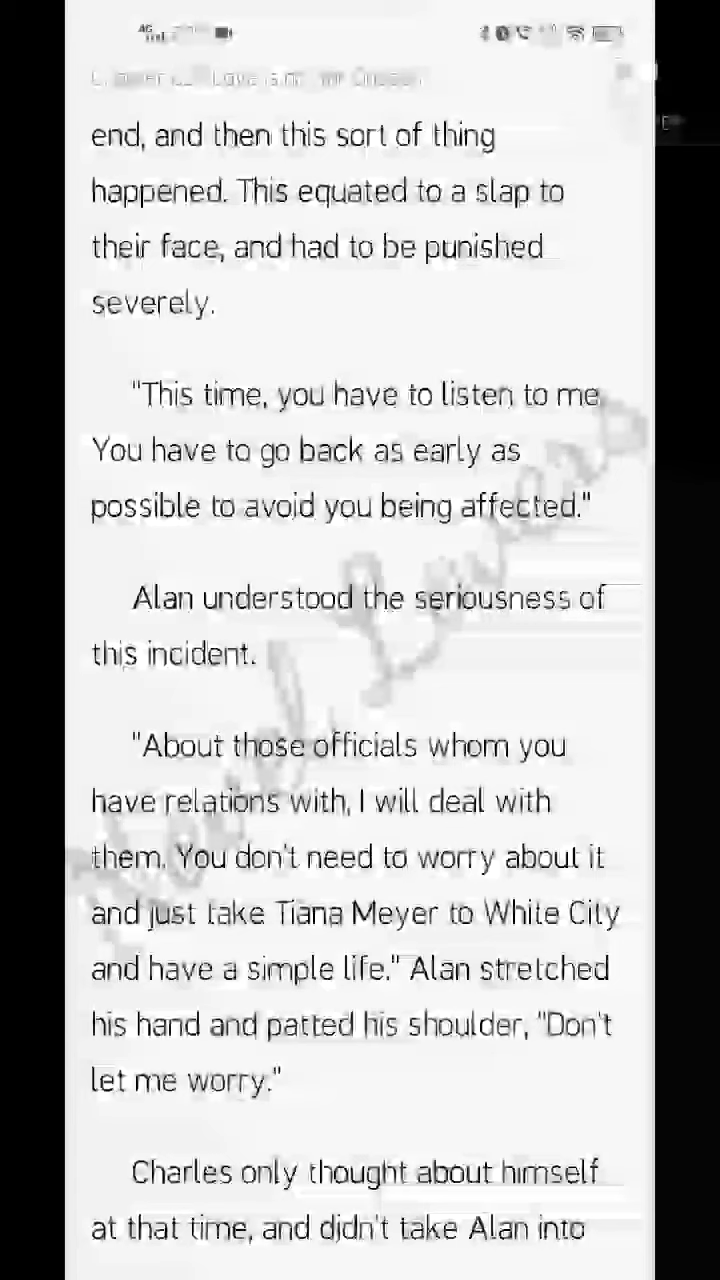 end, and then this sort of thing
happened. This equated to a slap to
their face, and had to be punished
severely.
"This time, you have to listen to me.
You have to go back as early as
possible to avoid you being affected."
Alan understood the seriousness of
this incident.
"About those officials whom you
have relations with, I will deal with
them. You don't need to worry about it
and just take Tiana Meyer to White City
and have a simple life." Alan stretched
his hand and patted his shoulder, "Don't
let me worry."
Charles only thought about himself
at that time, and didn't take Alan into
Novel Lovers